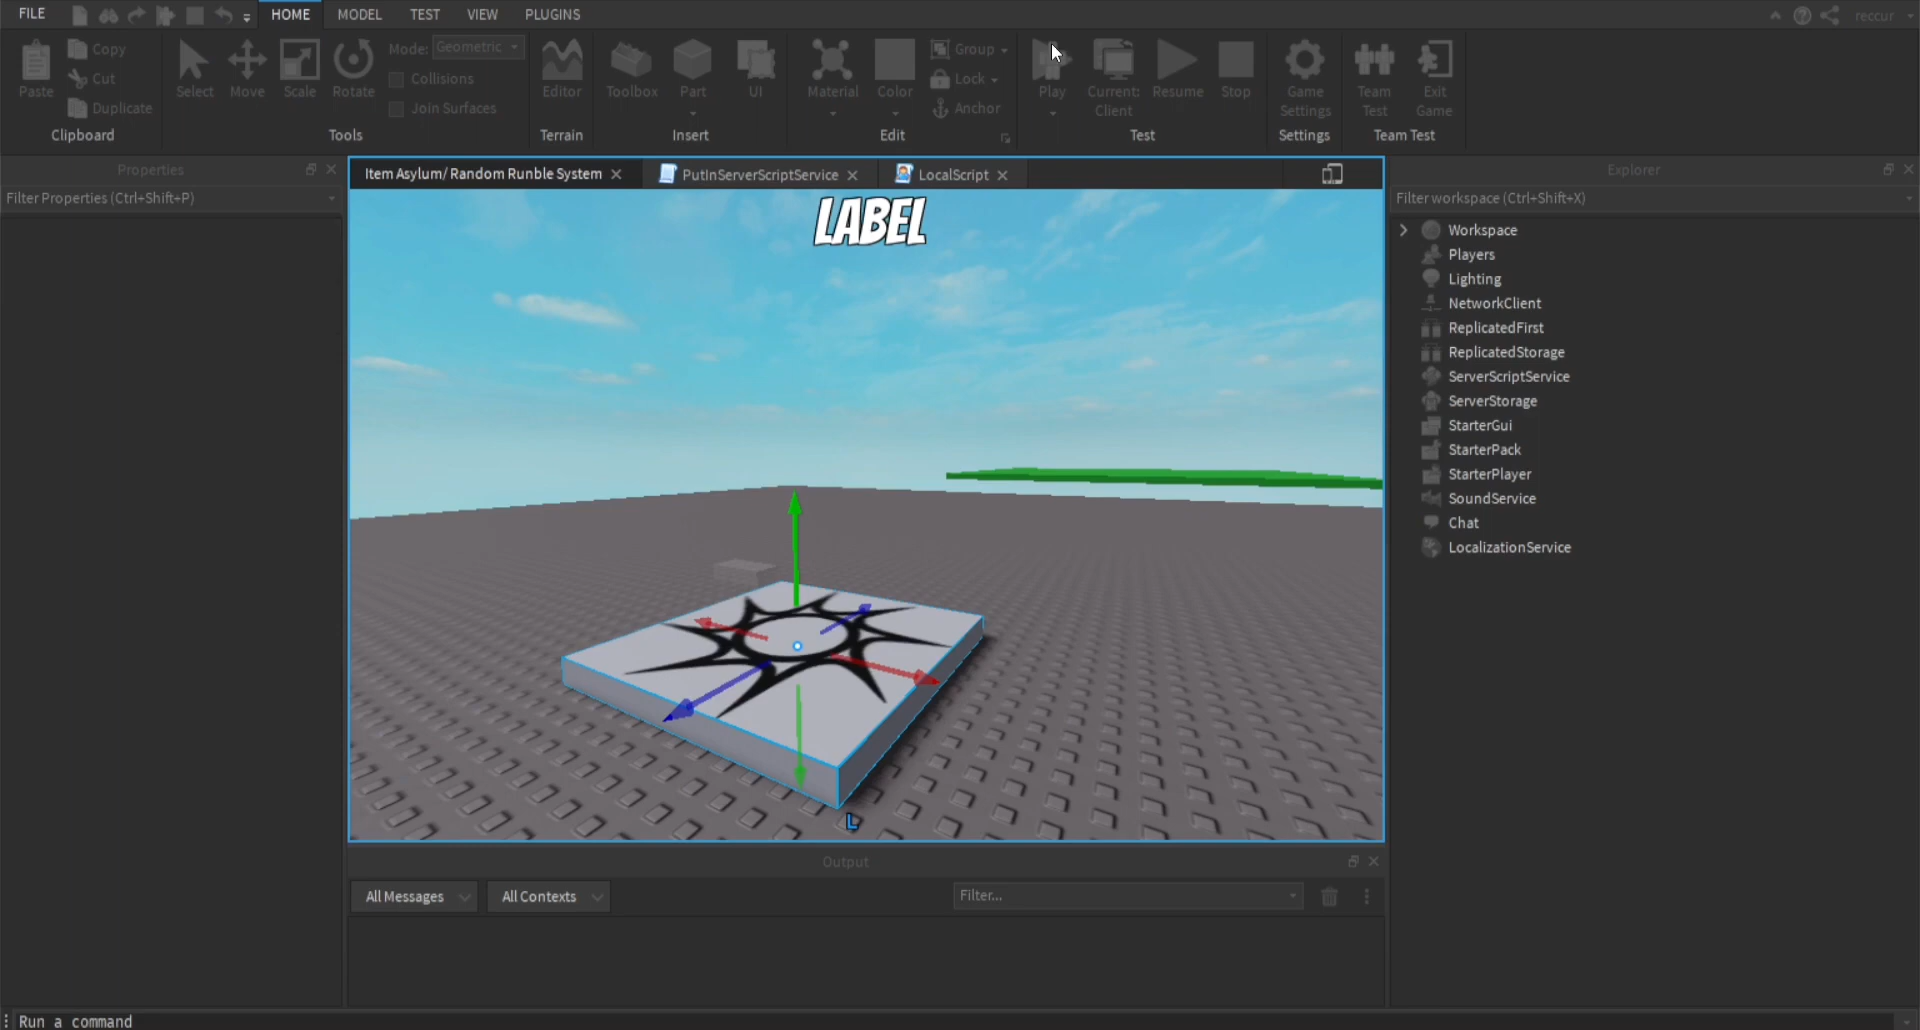 FILE
HOME
MODEL
TEST
VIEW
PLUGINS
reccur
Paste
Copy
Cut
Duplicate
Clipboard
Select
Move
Scale
Rotate
Mode: Geometric
Collisions
Join Surfaces
Tools
Editor
Terrain
Toolbox
Part
UI
Insert
Material
Color
Group
Lock
Anchor
Edit
Play
Current:
Client
Resume
Stop
Test
Game
Settings
Settings
Team
Test
Exit
Game
Team Test
Properties
Filter Properties (Ctrl+Shift+P)
Item Asylum/ Random Runble System
PutInServerScriptService
LocalScript
LABEL
L
Explorer
Filter workspace (Ctrl+Shift+X)
Workspace
Players
Lighting
NetworkClient
ReplicatedFirst
ReplicatedStorage
ServerScriptService
ServerStorage
StarterGui
StarterPack
StarterPlayer
SoundService
Chat
LocalizationService
Output
All Messages
All Contexts
Filter...
Run a command